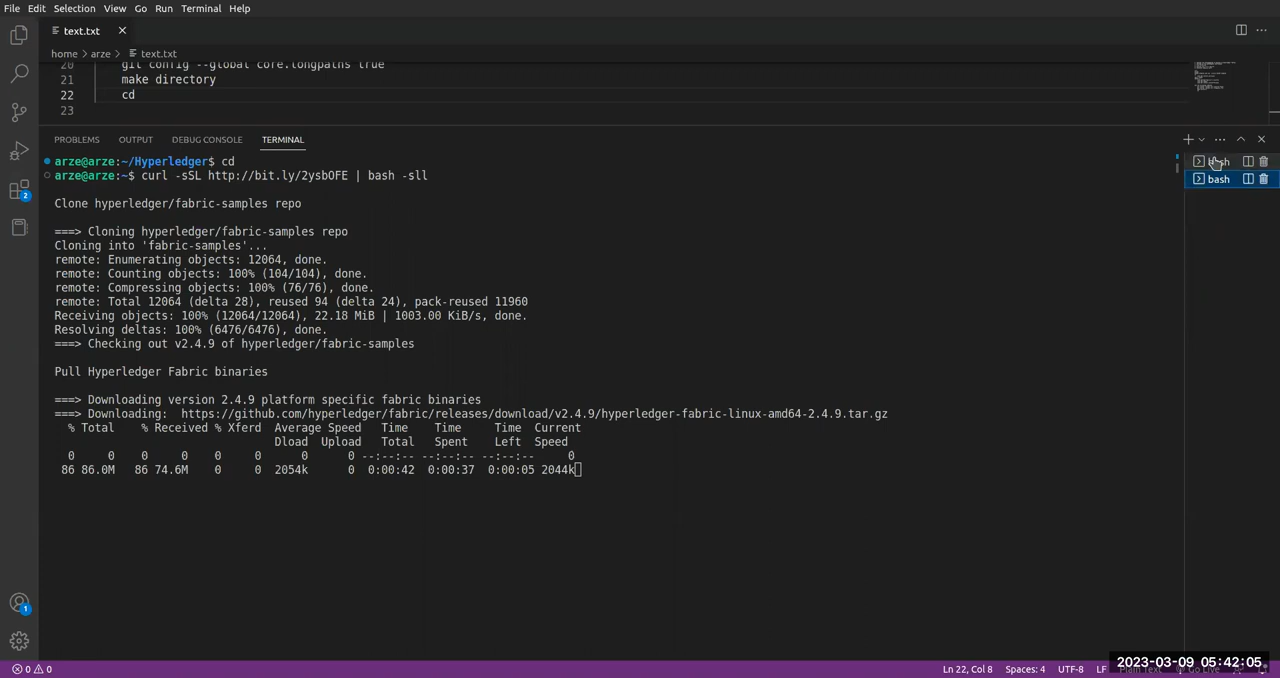 File Edit Selection View Go Run Terminal Help
text.txt
home > arze > text.txt
20 git config --global core.longpaths true
21 make directory
22 cd
23
PROBLEMS OUTPUT DEBUG CONSOLE TERMINAL
arze@arze:~/Hyperledger$ cd
arze@arze:~$ curl -sSL http://bit.ly/2ysbOFE | bash -sll
Clone hyperledger/fabric-samples repo
===> Cloning hyperledger/fabric-samples repo
Cloning into 'fabric-samples'...
remote: Enumerating objects: 12064, done.
remote: Counting objects: 100% (104/104), done.
remote: Compressing objects: 100% (76/76), done.
remote: Total 12064 (delta 28), reused 94 (delta 24), pack-reused 11960
Receiving objects: 100% (12064/12064), 22.18 MiB | 1003.00 KiB/s, done.
Resolving deltas: 100% (6476/6476), done.
===> Checking out v2.4.9 of hyperledger/fabric-samples
Pull Hyperledger Fabric binaries
===> Downloading version 2.4.9 platform specific fabric binaries
===> Downloading: https://github.com/hyperledger/fabric/releases/download/v2.4.9/hyperledger-fabric-linux-amd64-2.4.9.tar.gz
% Total % Received % Xferd Average Speed Time Time Time Current
Dload Upload Total Spent Left Speed
0 0 0 0 0 0 0 0 --:--:-- --:--:-- --:--:-- 0
86 86.0M 86 74.6M 0 0 2054k 0 0:00:42 0:00:37 0:00:05 2044k
bash
bash
2
1
0 0
Ln 22, Col 8 Spaces: 4 UTF-8 LF Plain Text Go Live
2023-03-09 05:42:05